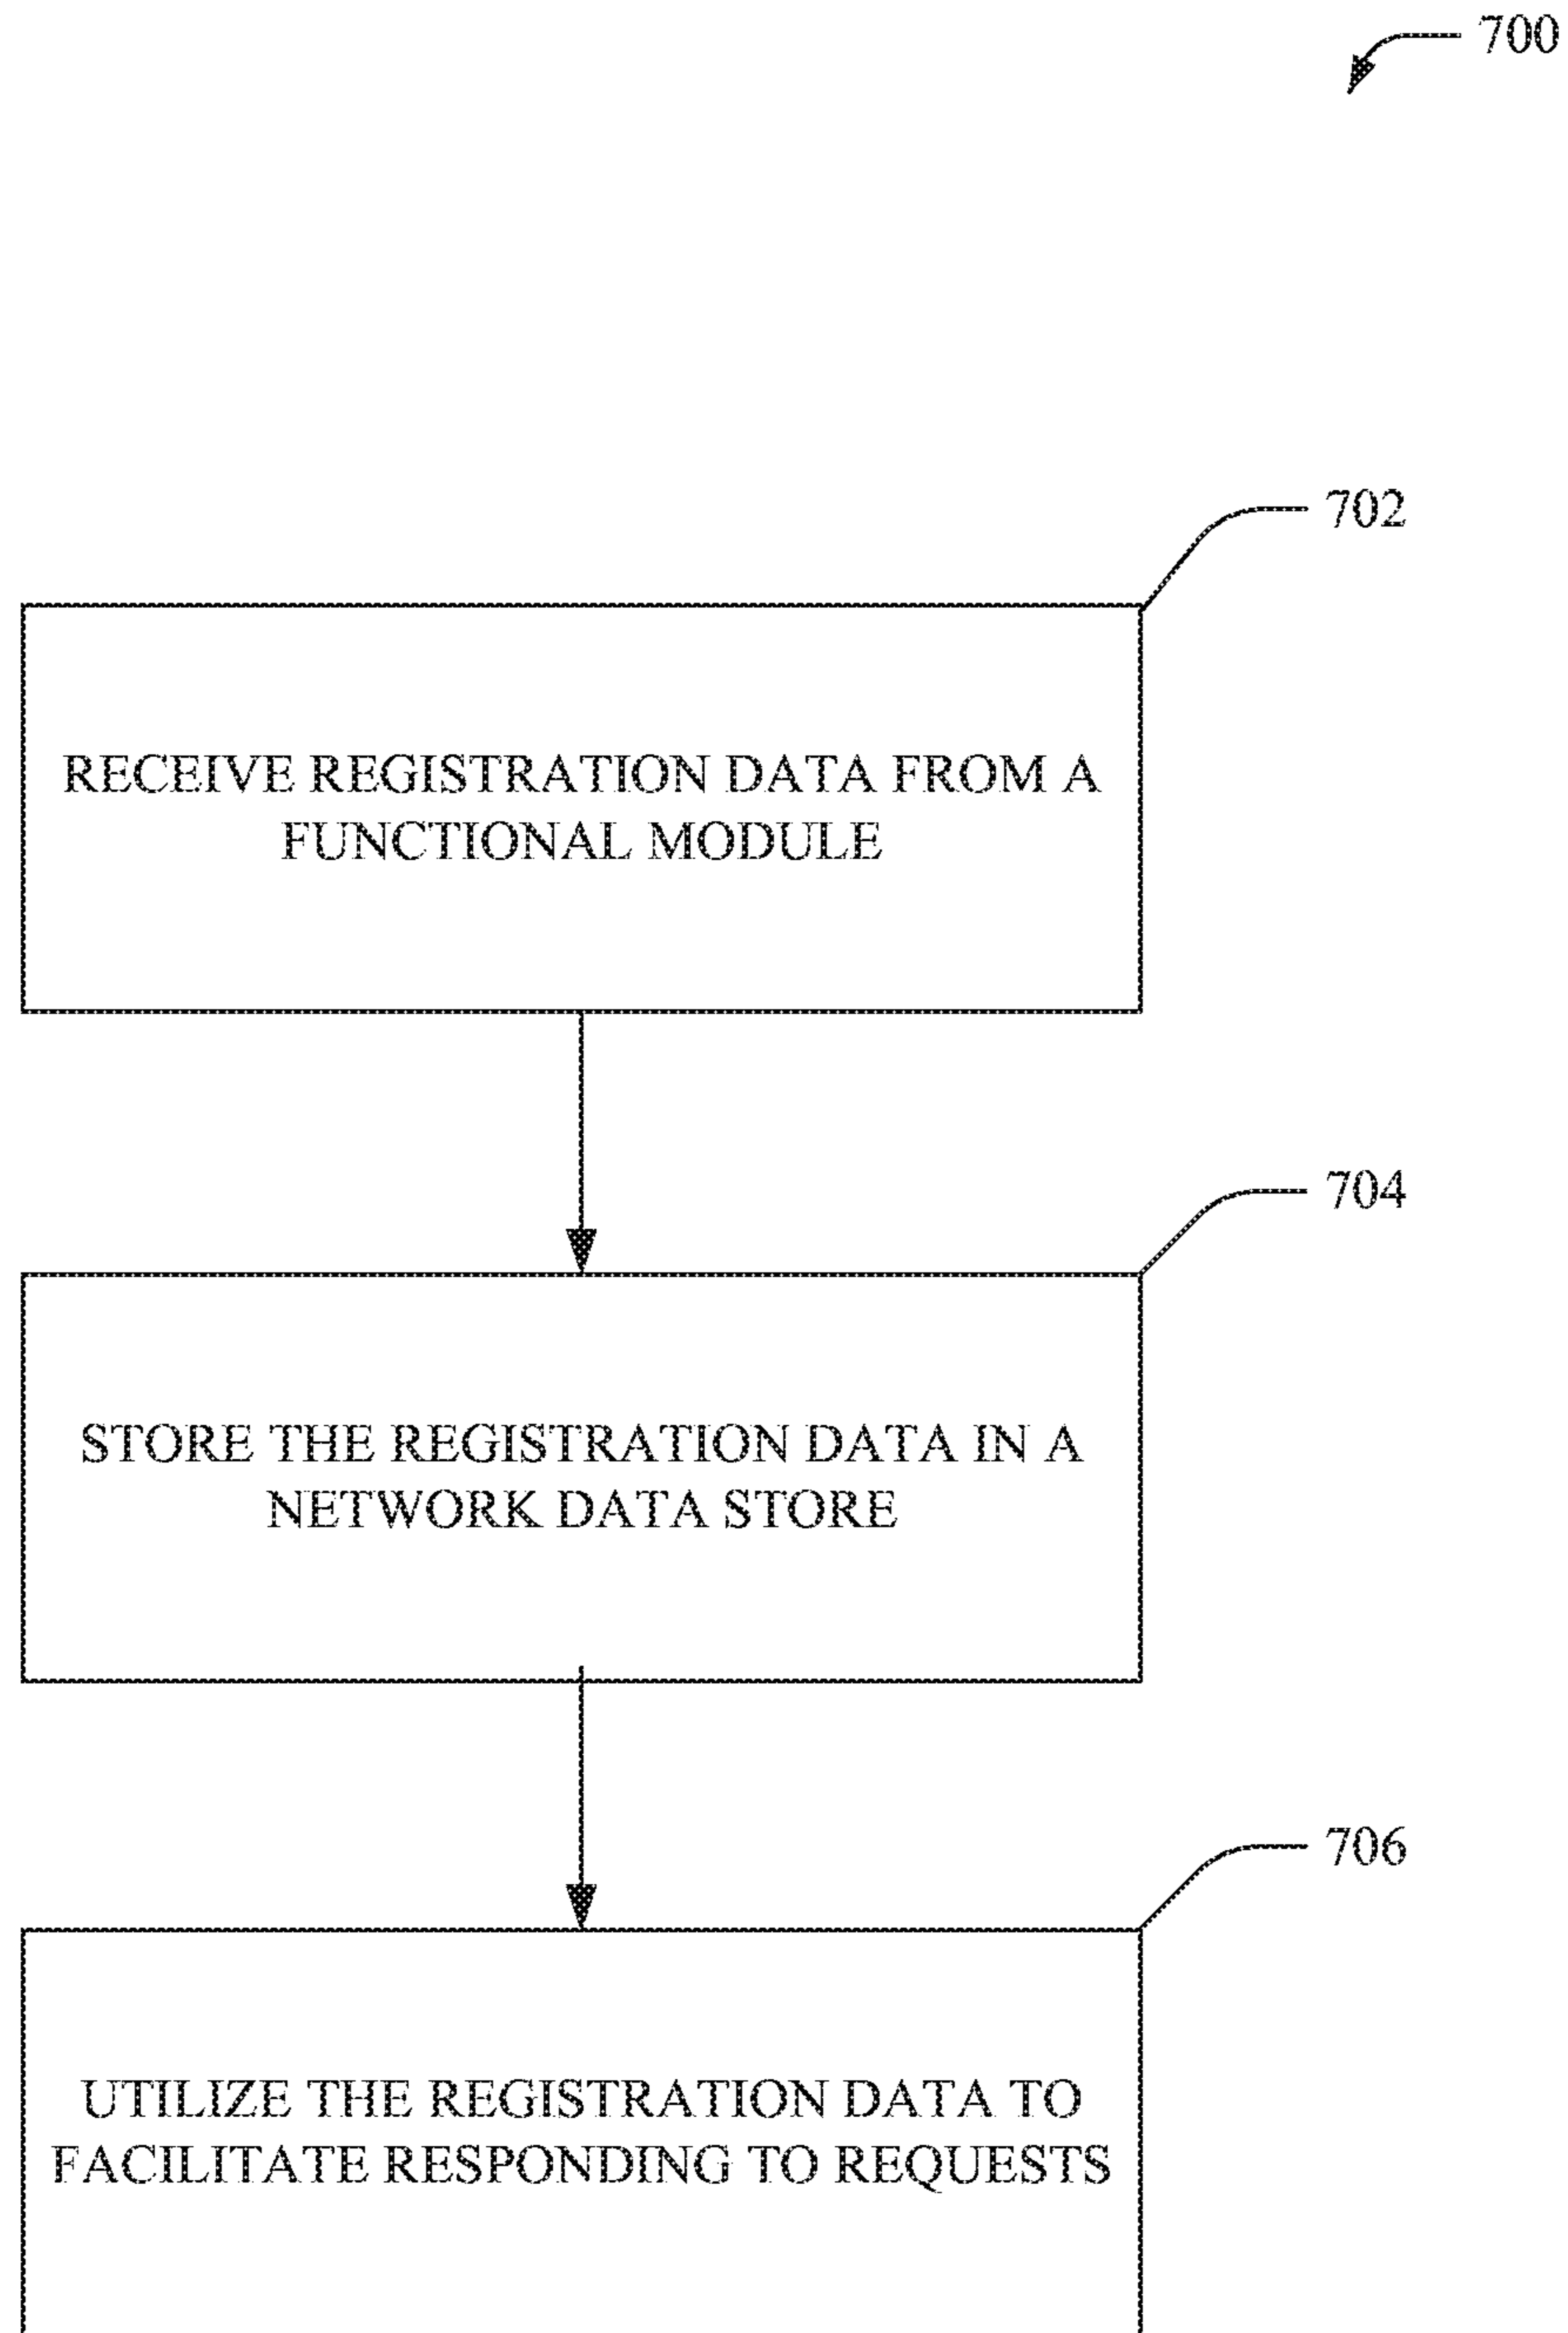 700
702
RECEIVE REGISTRATION DATA FROM A
FUNCTIONAL MODULE
704
STORE THE REGISTRATION DATA IN A
NETWORK DATA STORE
706
UTILIZE THE REGISTRATION DATA TO
FACILITATE RESPONDING TO REQUESTS